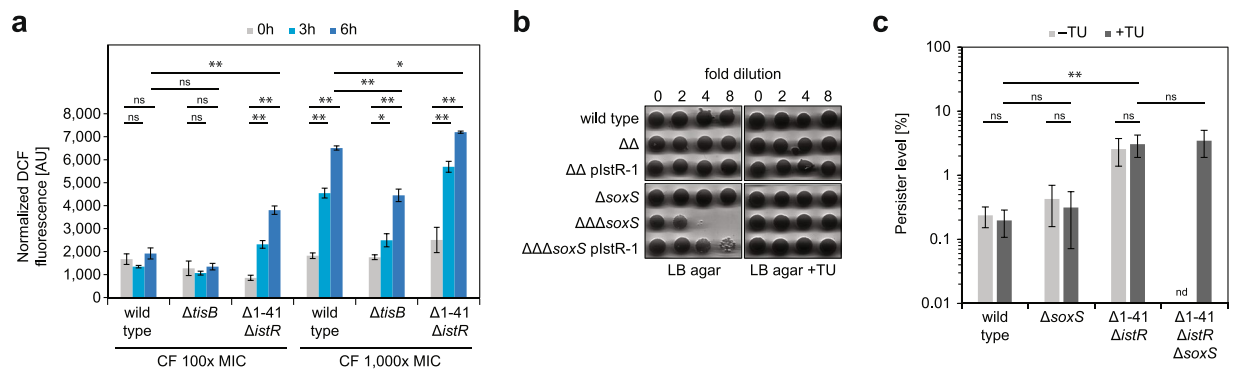 a
0h 3h 6h
Normalized DCF
fluorescence [AU]
8,000
7,000
6,000
5,000
4,000
3,000
2,000
1,000
0
** *
ns **
ns ns ** ** ** **
ns ns ** ** * **
wild
type
ΔtisB
Δ1-41
ΔistR
wild
type
ΔtisB
Δ1-41
ΔistR
CF 100x MIC CF 1,000x MIC
b
fold dilution
0 2 4 8 0 2 4 8
wild type
ΔΔ
ΔΔ pIstR-1
ΔsoxS
ΔΔΔsoxS
ΔΔΔsoxS pIstR-1
LB agar LB agar +TU
c
–TU +TU
Persister level [%]
100
10
1
0.1
0.01
**
ns ns
ns ns ns
nd
wild
type
ΔsoxS
Δ1-41
ΔistR
Δ1-41
ΔistR
ΔsoxS